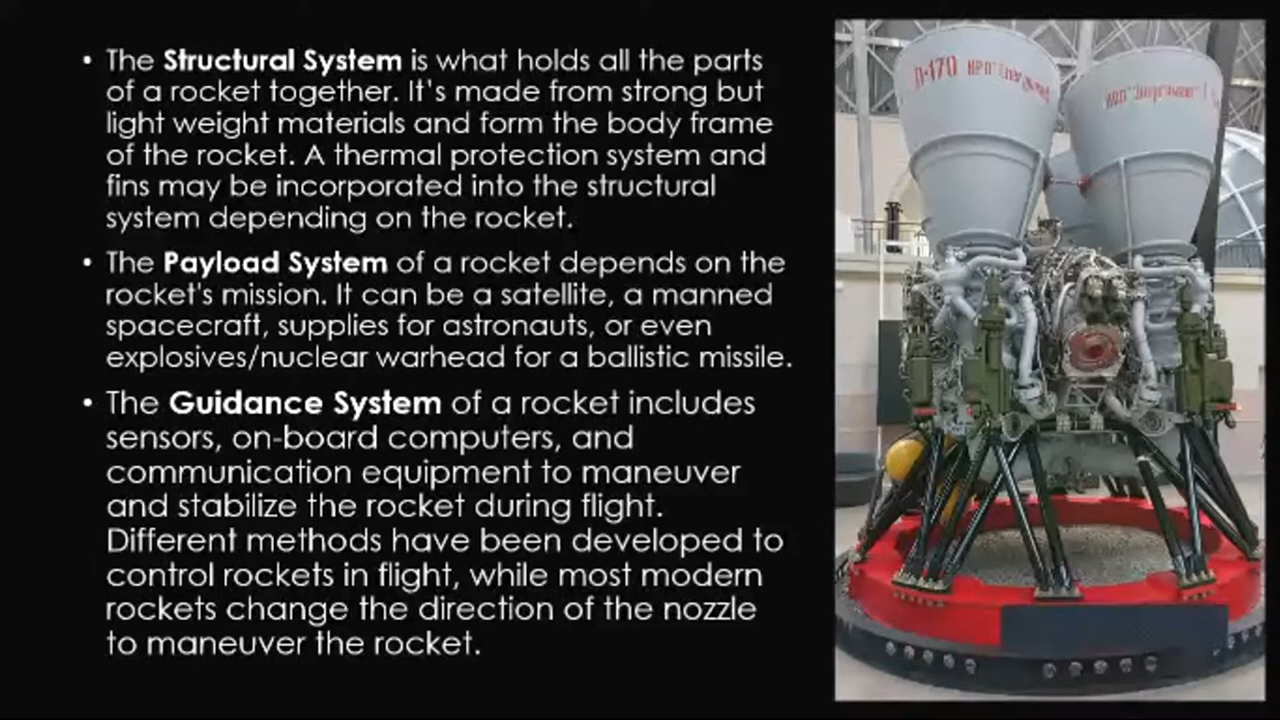 • The Structural System is what holds all the parts
of a rocket together. It's made from strong but
light weight materials and form the body frame
of the rocket. A thermal protection system and
fins may be incorporated into the structural
system depending on the rocket.
• The Payload System of a rocket depends on the
rocket's mission. It can be a satellite, a manned
spacecraft, supplies for astronauts, or even
explosives/nuclear warhead for a ballistic missile.
• The Guidance System of a rocket includes
sensors, on-board computers, and
communication equipment to maneuver
and stabilize the rocket during flight.
Different methods have been developed to
control rockets in flight, while most modern
rockets change the direction of the nozzle
to maneuver the rocket.